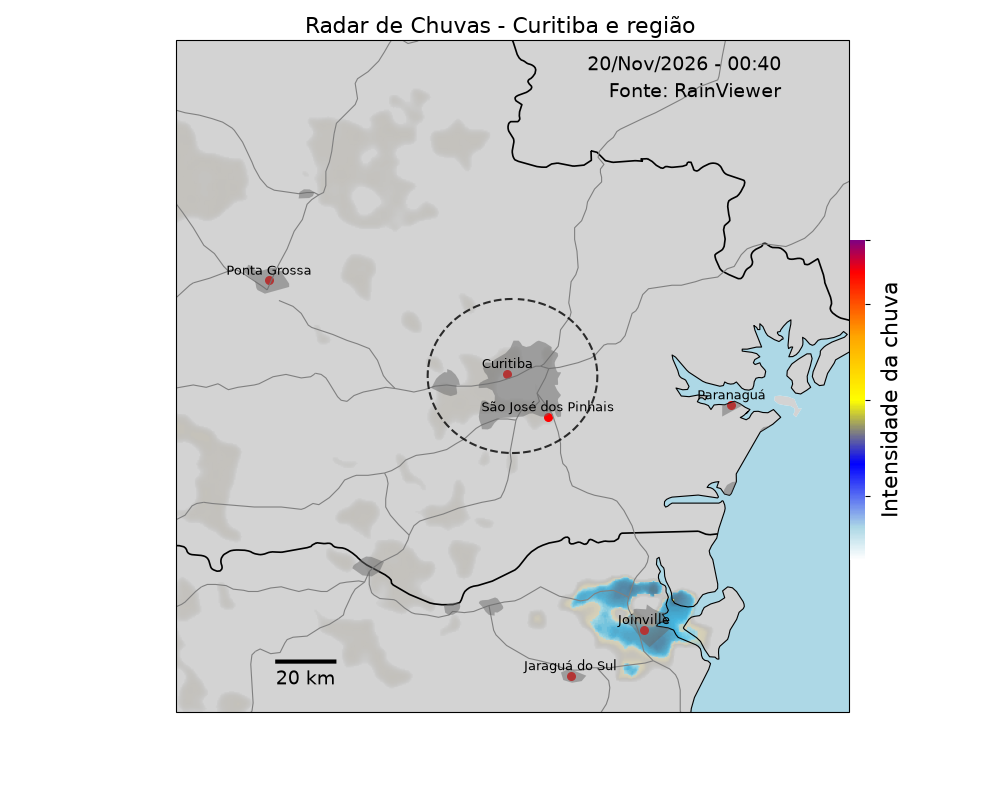 Radar de Chuvas - Curitiba e região
20/Nov/2026 - 00:40
Fonte: RainViewer
Ponta Grossa
Curitiba
São José dos Pinhais
Paranaguá
Intensidade da chuva
Joinville
Jaraguá do Sul
20 km